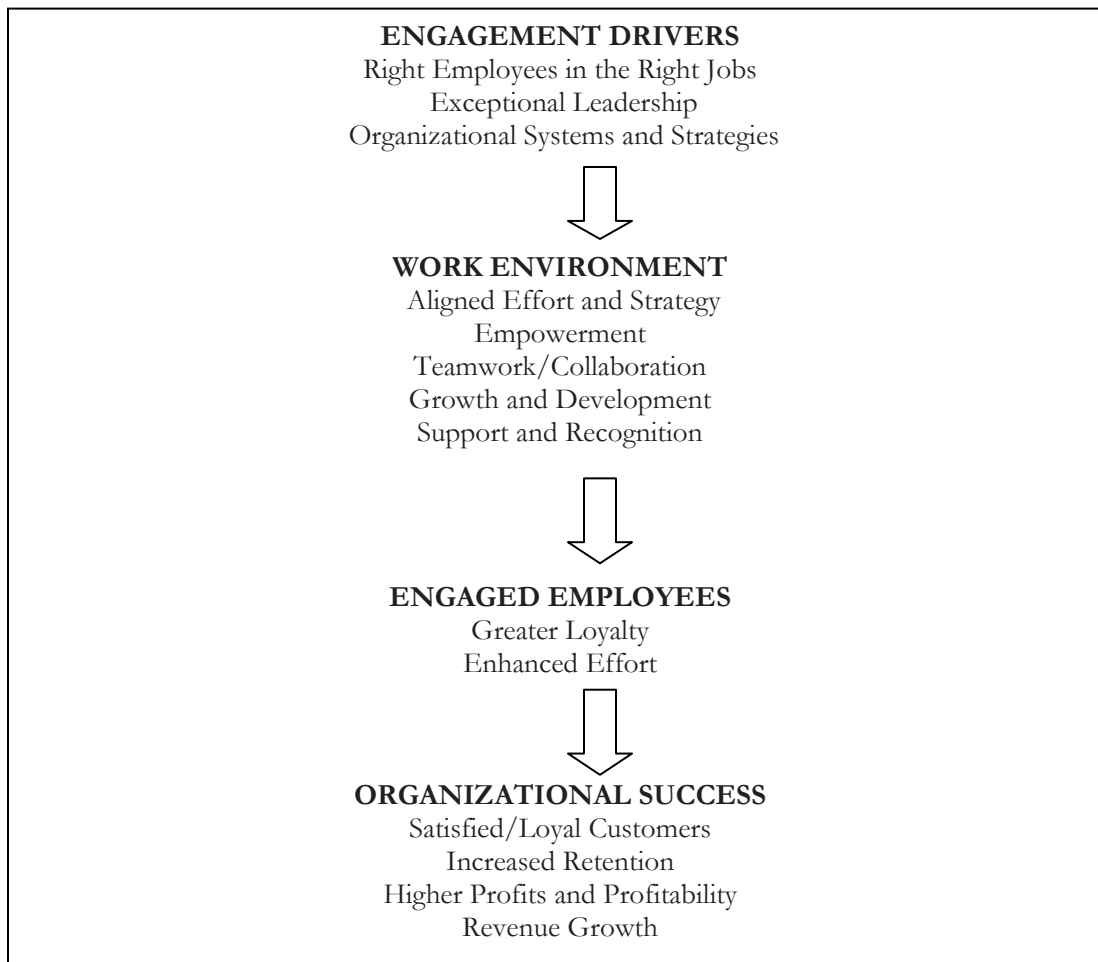 ENGAGEMENT DRIVERS
Right Employees in the Right Jobs
Exceptional Leadership
Organizational Systems and Strategies
WORK ENVIRONMENT
Aligned Effort and Strategy
Empowerment
Teamwork/Collaboration
Growth and Development
Support and Recognition
ENGAGED EMPLOYEES
Greater Loyalty
Enhanced Effort
ORGANIZATIONAL SUCCESS
Satisfied/Loyal Customers
Increased Retention
Higher Profits and Profitability
Revenue Growth